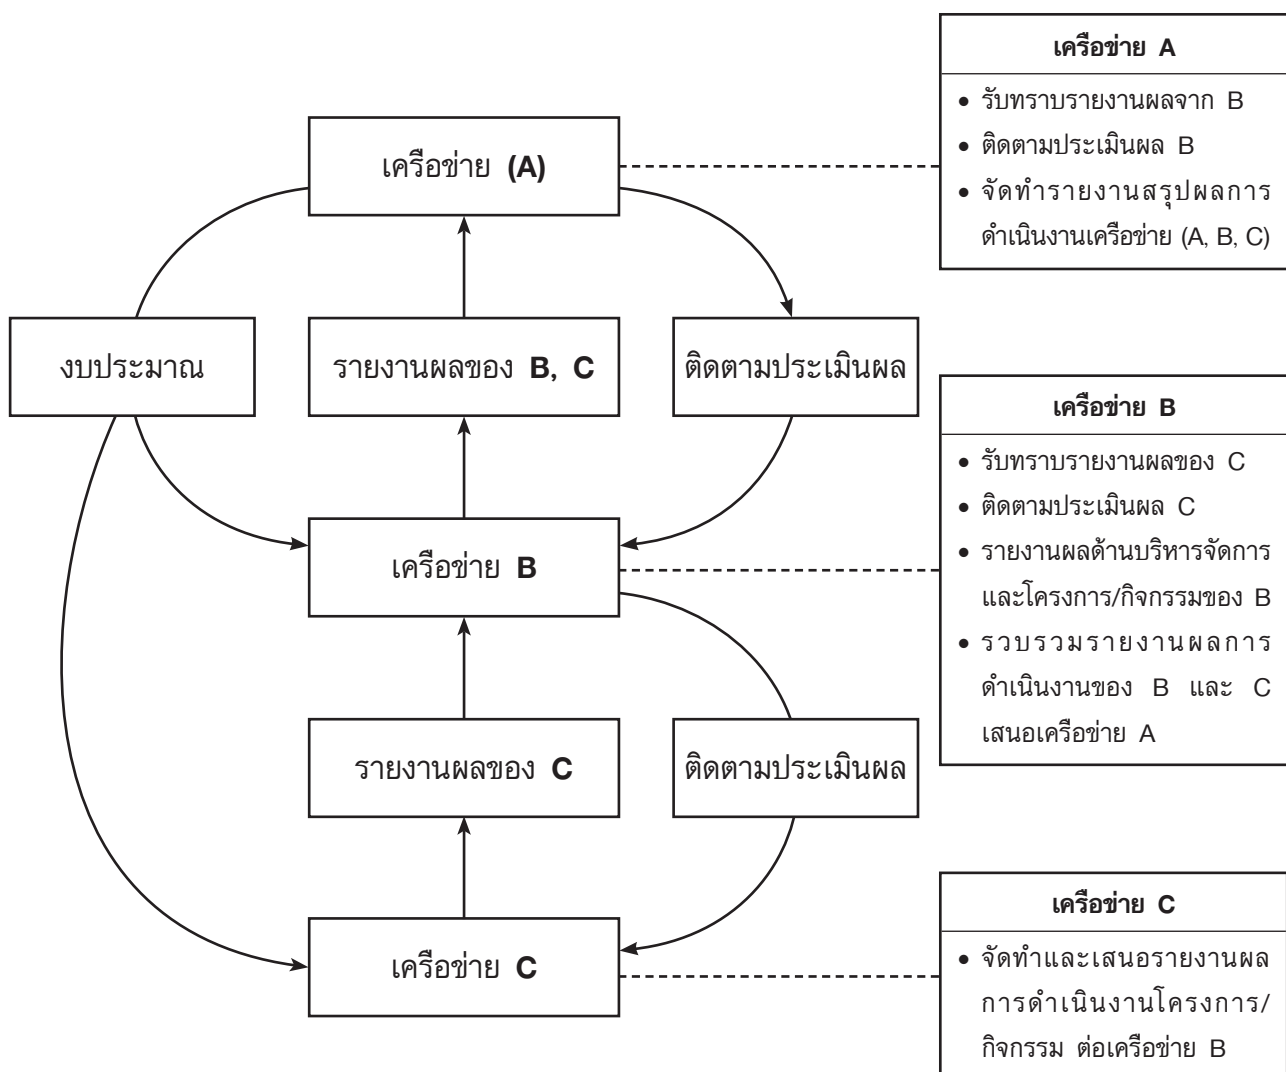 เครือข่าย (A)
งบประมาณ
รายงานผลของ B, C
ติดตามประเมินผล
เครือข่าย B
รายงานผลของ C
ติดตามประเมินผล
เครือข่าย C
เครือข่าย A
• รับทราบรายงานผลจาก B
• ติดตามประเมินผล B
• จัดทำรายงานสรุปผลการ
ดำเนินงานเครือข่าย (A, B, C)
เครือข่าย B
• รับทราบรายงานผลของ C
• ติดตามประเมินผล C
• รายงานผลด้านบริหารจัดการ
และโครงการ/กิจกรรมของ B
• รวบรวมรายงานผลการ
ดำเนินงานของ B และ C
เสนอเครือข่าย A
เครือข่าย C
• จัดทำและเสนอรายงานผล
การดำเนินงานโครงการ/
กิจกรรม ต่อเครือข่าย B